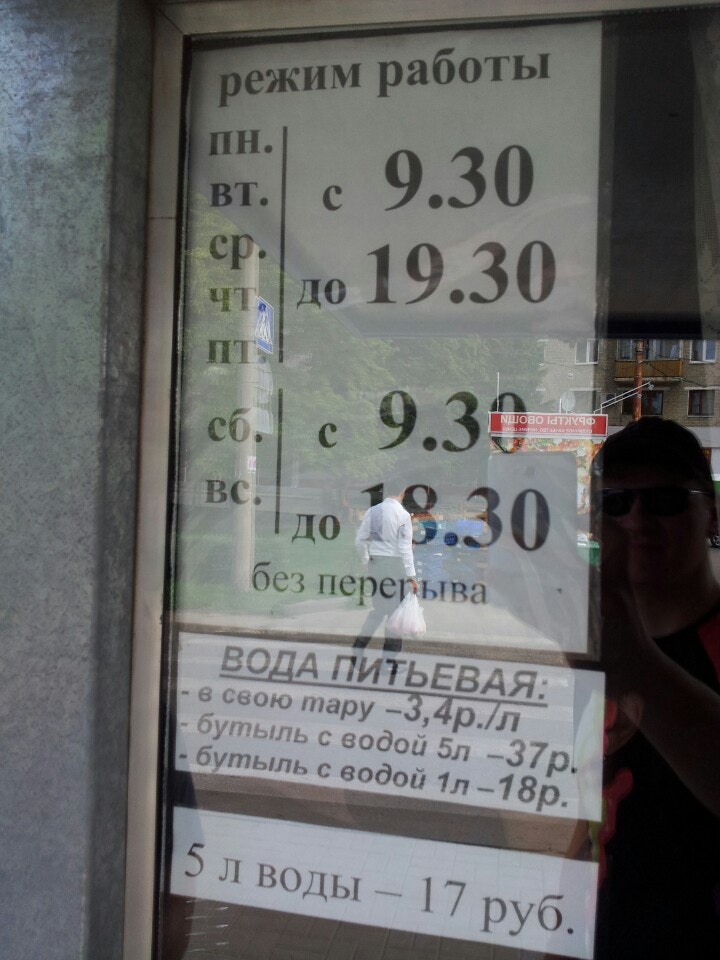 режим работы
пн.
вт.
ср.
чт.
пт.
с 9.30
до 19.30
сб.
вс.
с 9.30
до 18.30
без перерыва
ВОДА ПИТЬЕВАЯ:
- в свою тару –3,4р./л
- бутыль с водой 5л –37р.
- бутыль с водой 1л –18р.
5 л воды – 17 руб.
ФРУКТЫ ОВОЩИ